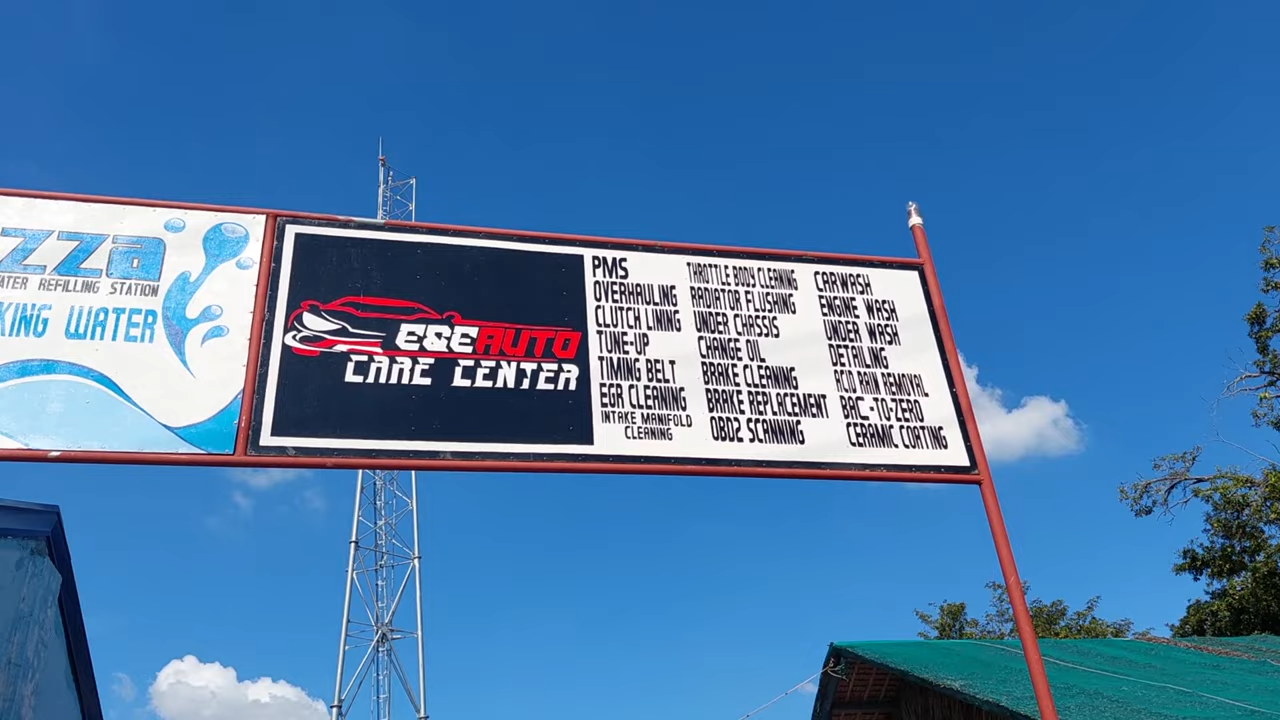 ZZA
WATER REFILLING STATION
KING WATER
E&E AUTO
CARE CENTER
PMS
OVERHAULING
CLUTCH LINING
TUNE-UP
TIMING BELT
EGR CLEANING
INTAKE MANIFOLD
CLEANING
THROTTLE BODY CLEANING
RADIATOR FLUSHING
UNDER CHASSIS
CHANGE OIL
BRAKE CLEANING
BRAKE REPLACEMENT
OBD2 SCANNING
CARWASH
ENGINE WASH
UNDER WASH
DETAILING
ACID RAIN REMOVAL
BAC-TO-ZERO
CERAMIC COATING